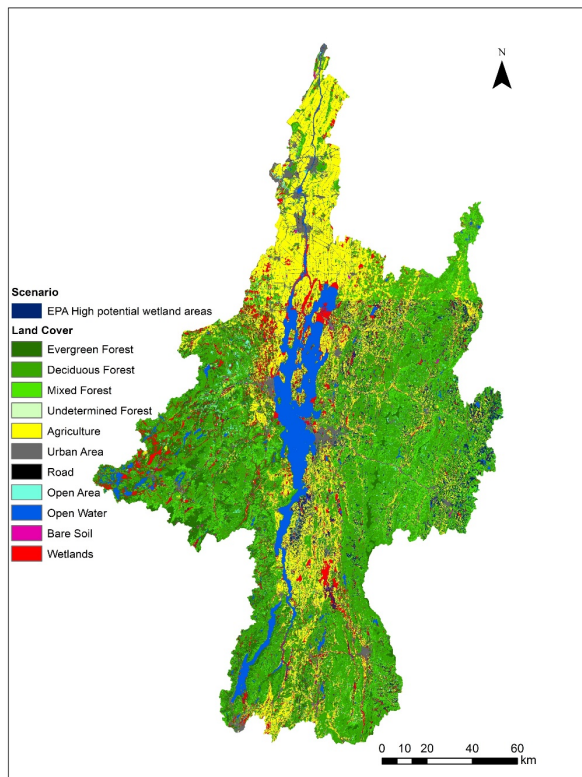 N
Scenario
EPA High potential wetland areas
Land Cover
Evergreen Forest
Deciduous Forest
Mixed Forest
Undetermined Forest
Agriculture
Urban Area
Road
Open Area
Open Water
Bare Soil
Wetlands
0 10 20 40 60
km